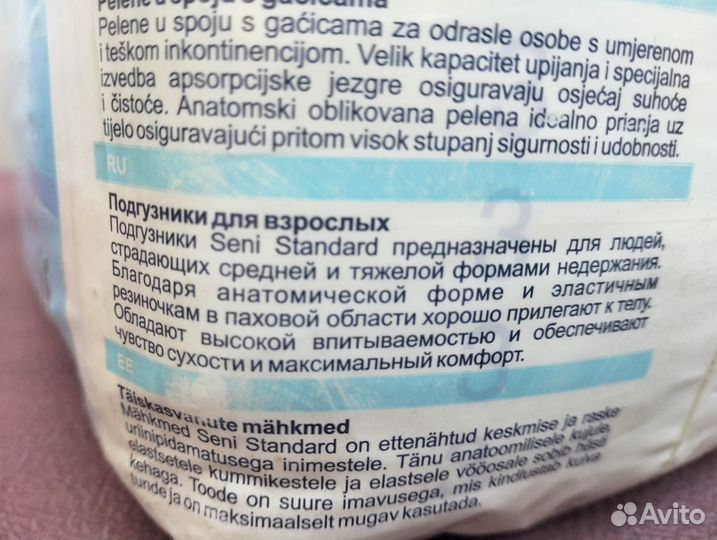 Pelene u spoju s gaćicama
Pelene u spoju s gaćicama za odrasle osobe s umjerenom
i teškom inkontinencijom. Velik kapacitet upijanja i specijalna
izvedba apsorpcijske jezgre osiguravaju osjećaj suhoće
i čistoće. Anatomski oblikovana pelena idealno prianja uz
tijelo osiguravajući pritom visok stupanj sigurnosti i udobnosti.
RU
Подгузники для взрослых
Подгузники Seni Standard предназначены для людей,
страдающих средней и тяжелой формами недержания.
Благодаря анатомической форме и эластичным
резиночкам в паховой области хорошо прилегают к телу.
Обладают высокой впитываемостью и обеспечивают
чувство сухости и максимальный комфорт.
EE
Täiskasvanute mähkmed
Mähkmed Seni Standard on ettenähtud keskmise ja raske
uriinipidamatusega inimestele. Tänu anatoomilisele kujule,
elastsetele kummikestele ja elastsele vööosale sobib hästi
kehaga. Toode on suure imavusega, mis kindlustab kuiva
tunde ja on maksimaalselt mugav kasutada.
Avito